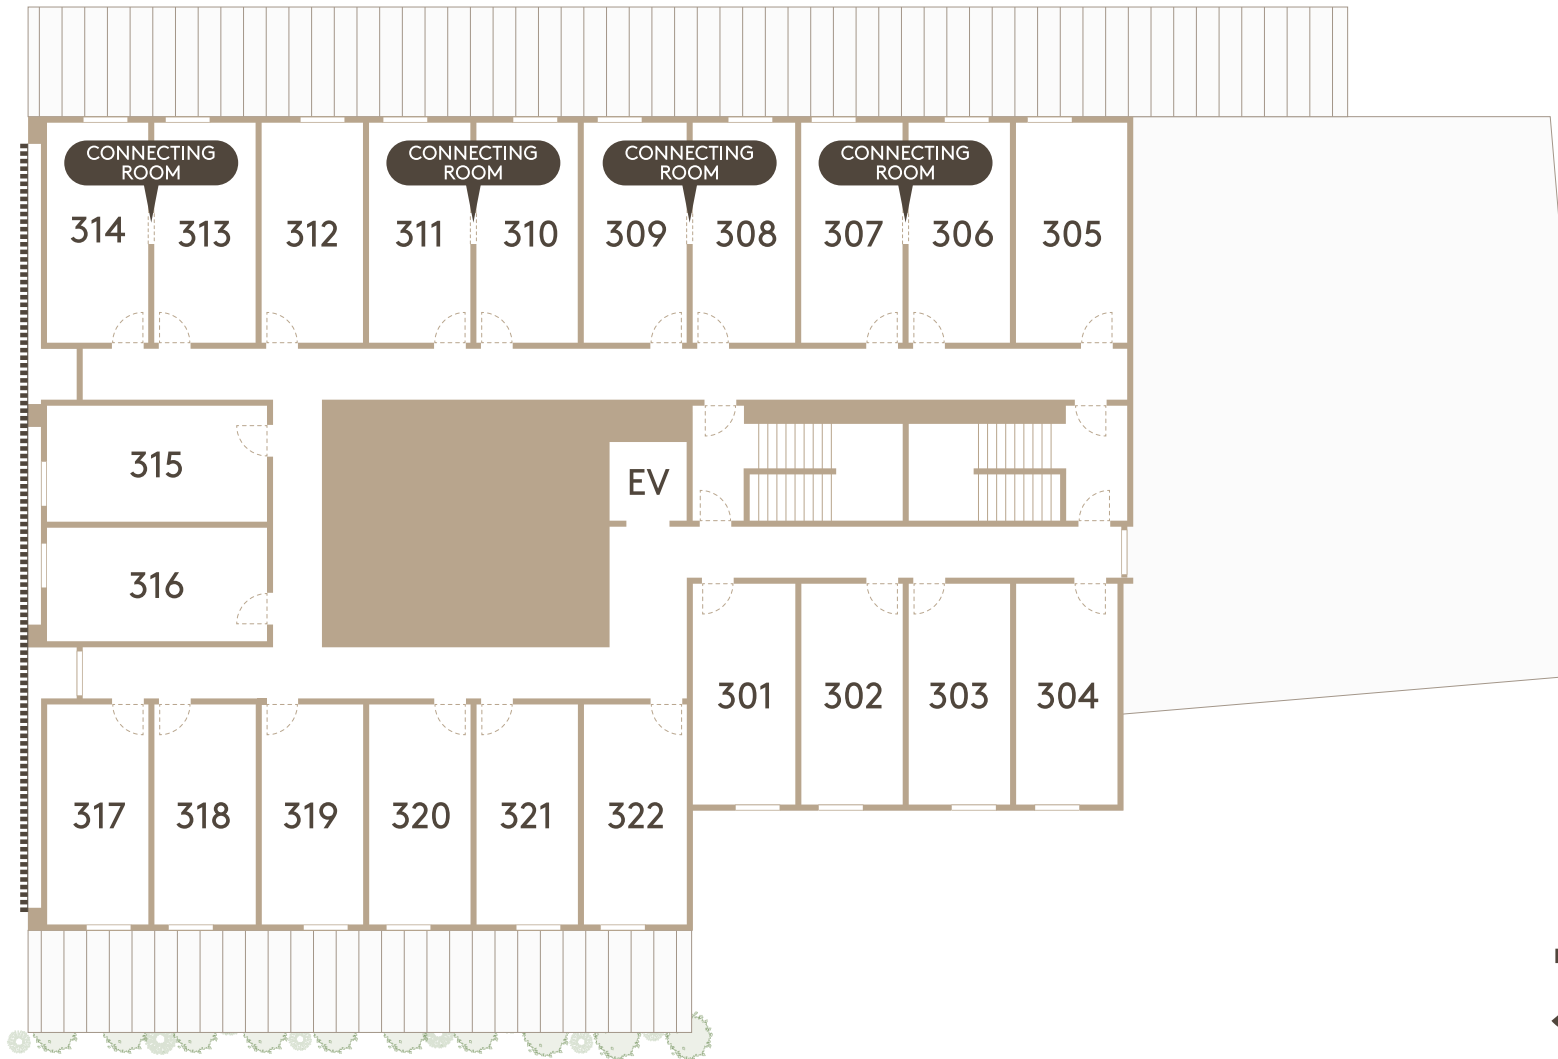 CONNECTING
ROOM
CONNECTING
ROOM
CONNECTING
ROOM
CONNECTING
ROOM
314 313 312 311 310 309 308 307 306 305
315
EV
316
301 302 303 304
317 318 319 320 321 322